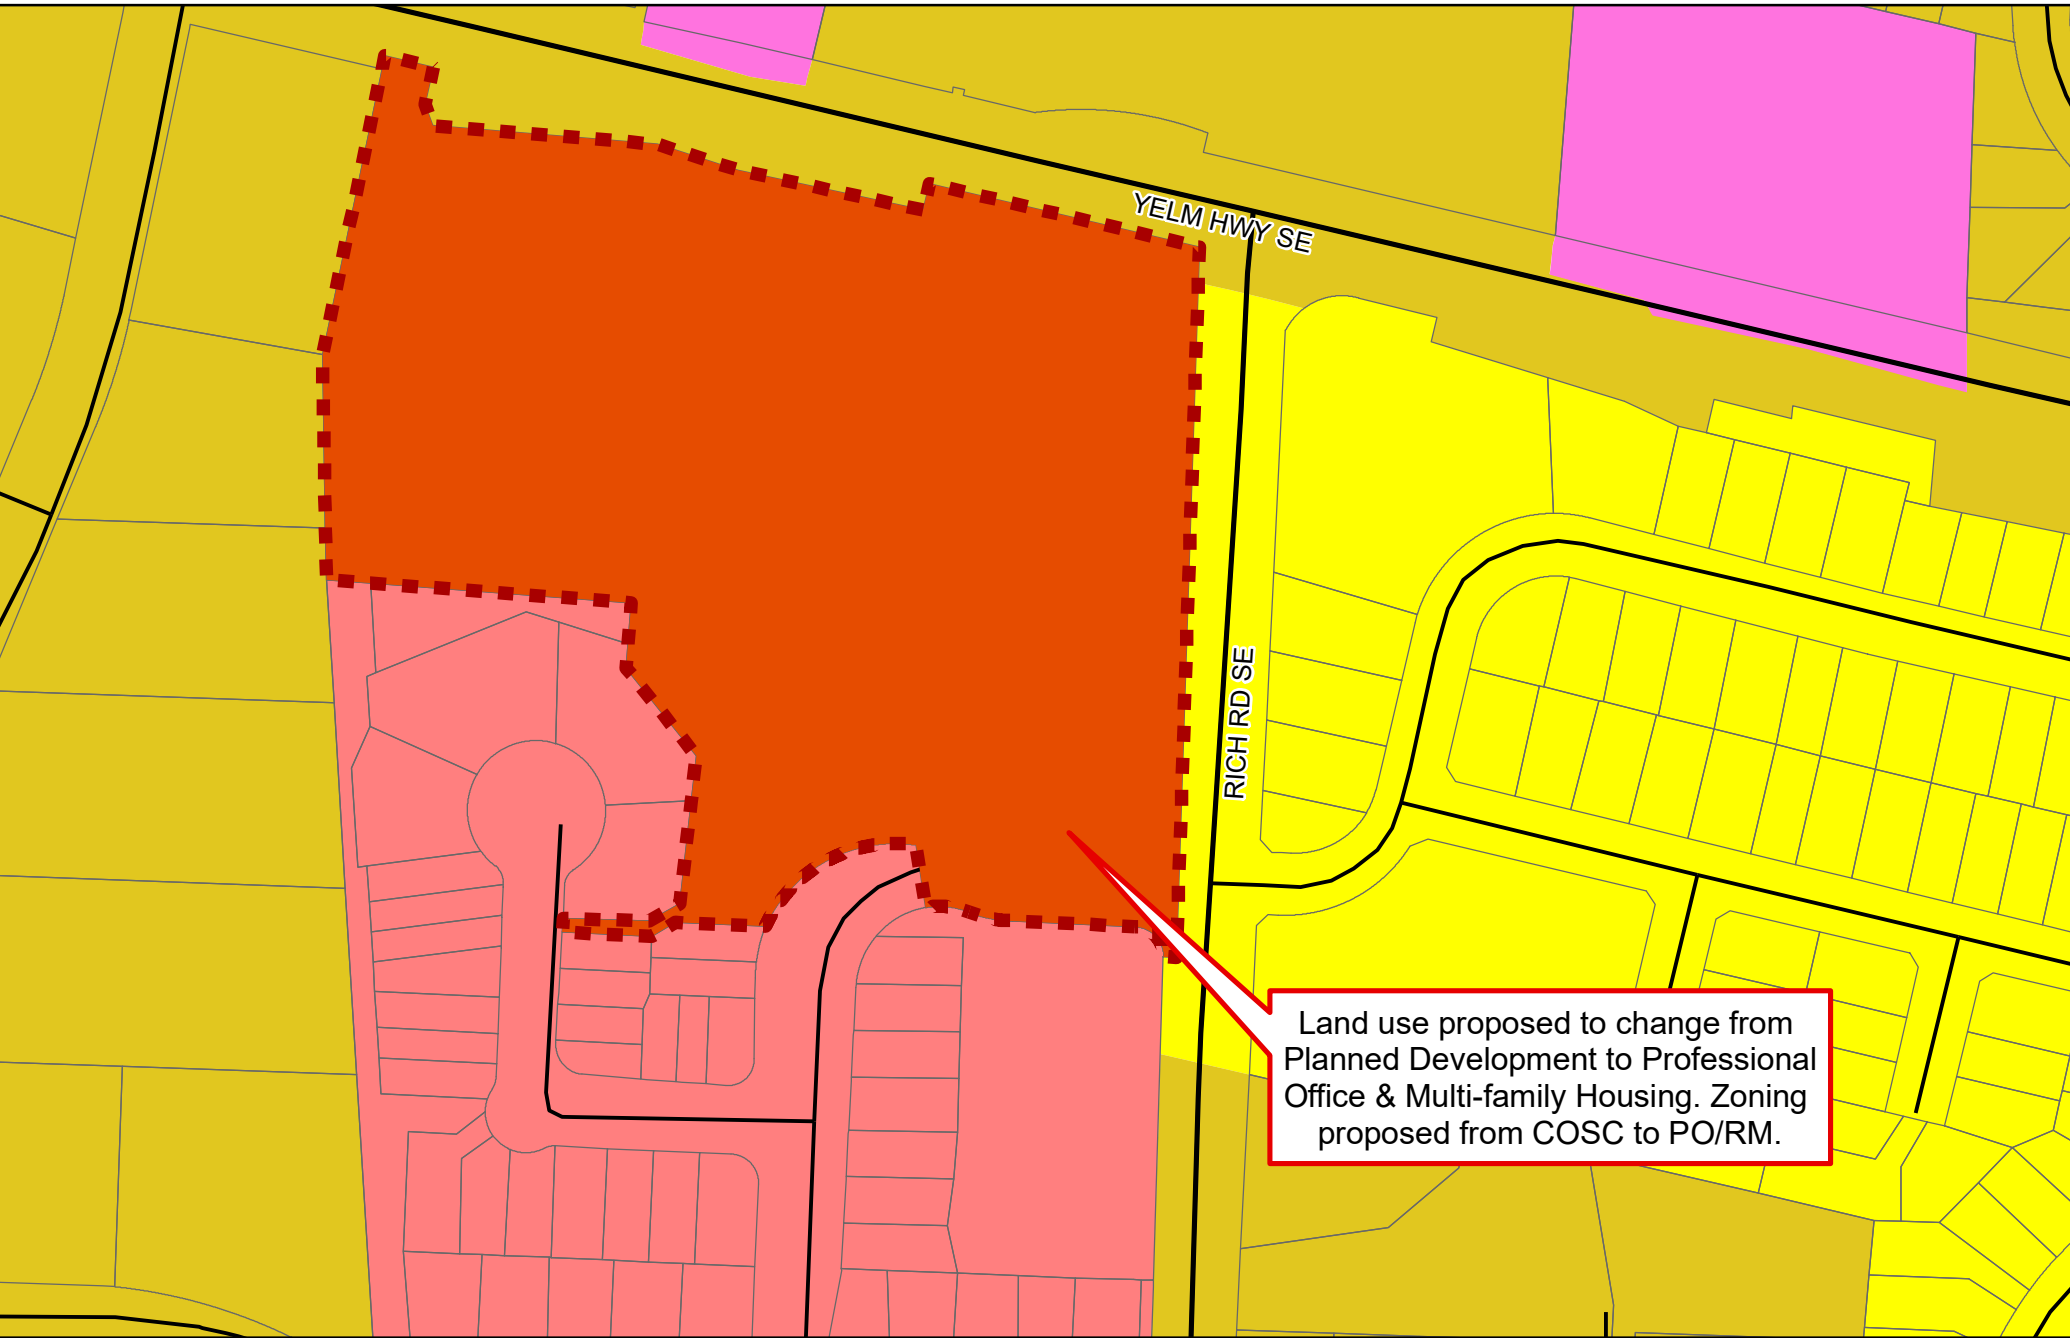 YELM HWY SE
RICH RD SE
Land use proposed to change from
Planned Development to Professional
Office & Multi-family Housing. Zoning
proposed from COSC to PO/RM.